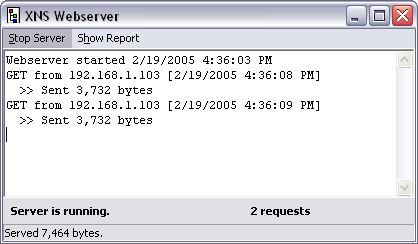 XNS Webserver
Stop Server Show Report
Webserver started 2/19/2005 4:36:03 PM
GET from 192.168.1.103 [2/19/2005 4:36:08 PM]
>> Sent 3,732 bytes
GET from 192.168.1.103 [2/19/2005 4:36:09 PM]
>> Sent 3,732 bytes
Server is running. 2 requests
Served 7,464 bytes.